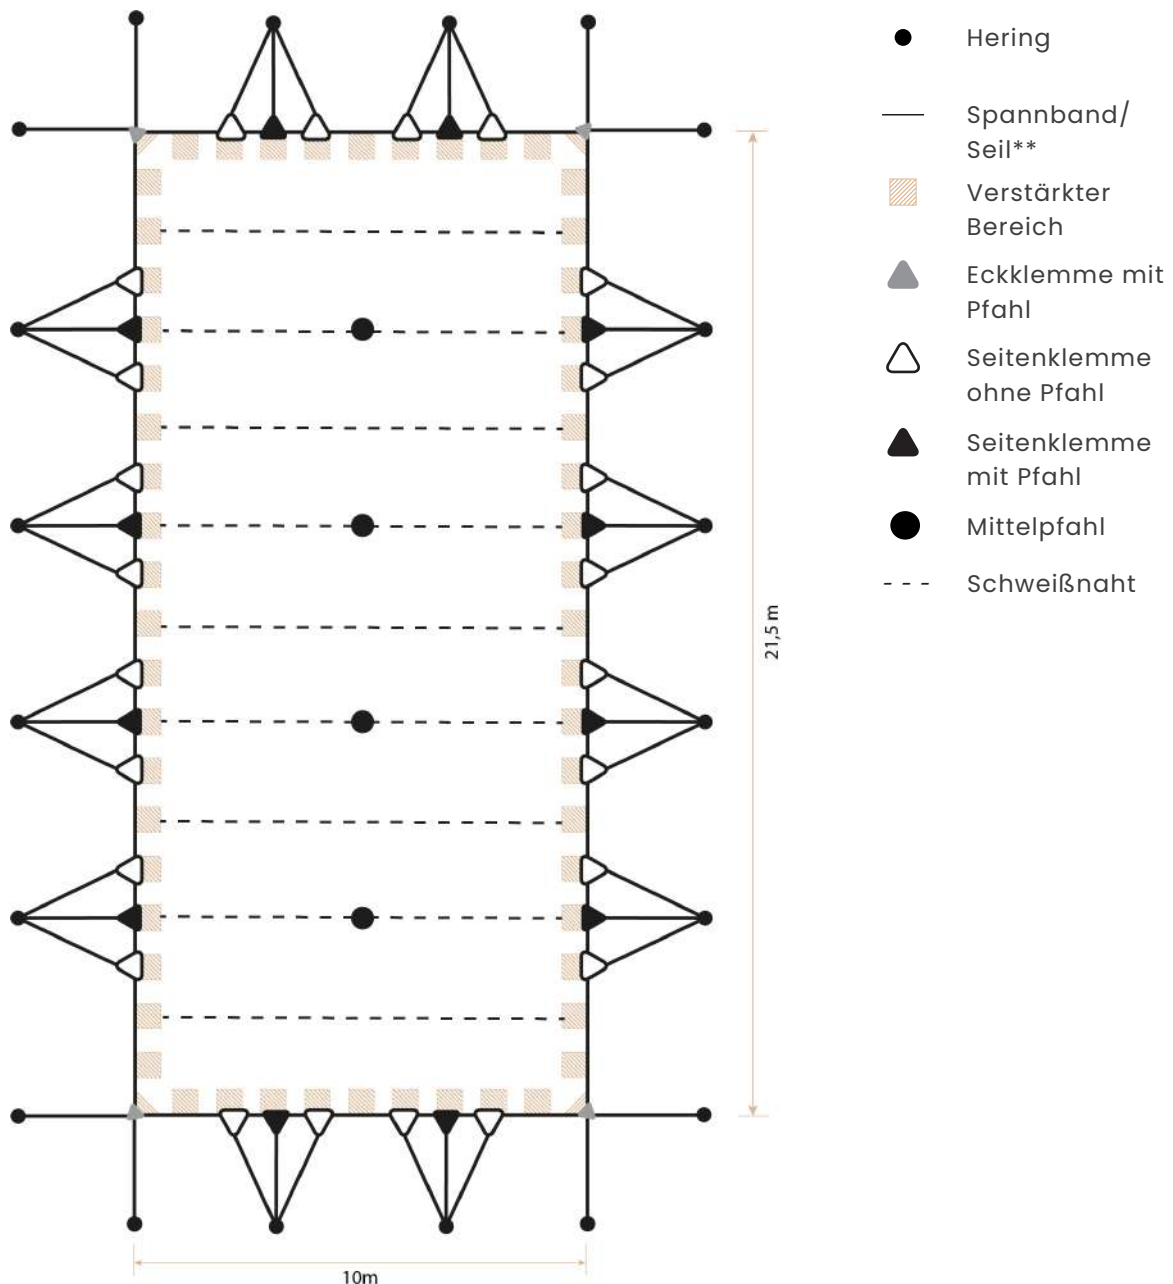 Hering
Spannband/
Seil**
Verstärkter
Bereich
Eckklemme mit
Pfahl
Seitenklemme
ohne Pfahl
Seitenklemme
mit Pfahl
Mittelpfahl
Schweißnaht
21,5 m
10m